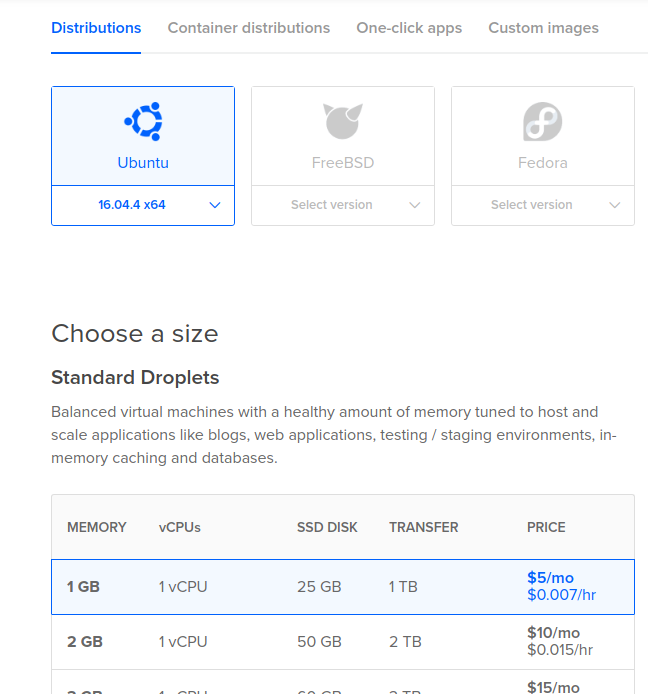 Distributions Container distributions One-click apps Custom images
Ubuntu FreeBSD Fedora
16.04.4 x64 Select version Select version
Choose a size
Standard Droplets
Balanced virtual machines with a healthy amount of memory tuned to host and
scale applications like blogs, web applications, testing / staging environments, in-
memory caching and databases.
MEMORY vCPUs SSD DISK TRANSFER PRICE
1 GB 1 vCPU 25 GB 1 TB $5/mo
$0.007/hr
2 GB 1 vCPU 50 GB 2 TB $10/mo
$0.015/hr
$15/mo